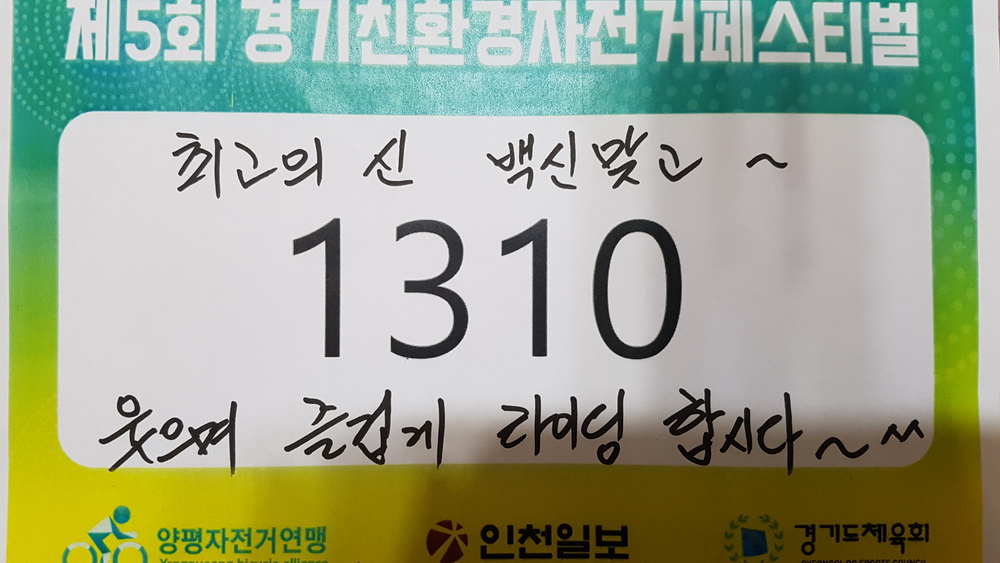 제5회 경기친환경자전거페스티벌
최고의 신 백신맞고 ~
1310
웃으며 즐겁게 라이딩 합시다~ ^^
양평자전거연맹 인천일보 경기도체육회